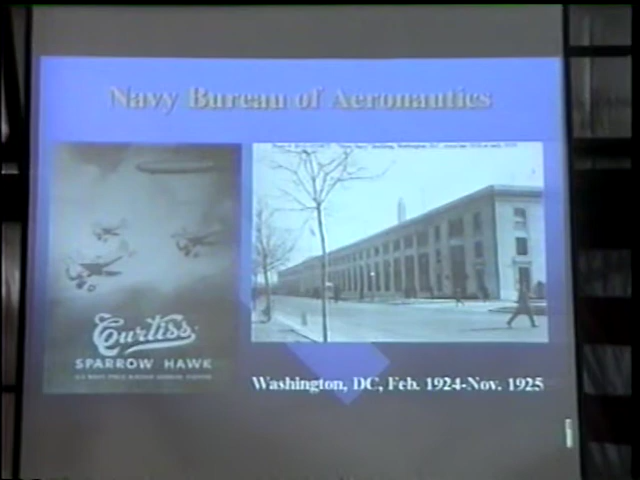 Navy Bureau of Aeronautics
Curtiss
SPARROW HAWK
Washington, DC, Feb. 1924-Nov. 1925